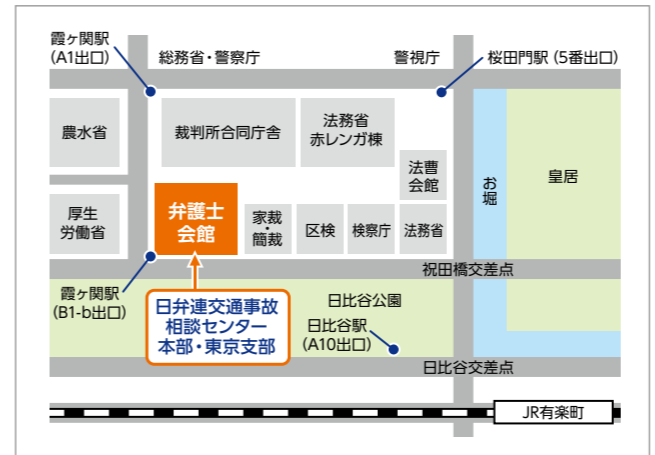 霞ヶ関駅
(A1出口)
総務省・警察庁
警視庁
桜田門駅 (5番出口)
農水省
裁判所合同庁舎
法務省
赤レンガ棟
法曹
会館
お堀
皇居
厚生
労働省
弁護士
会館
家裁
・
簡裁
区検
検察庁
法務省
祝田橋交差点
霞ヶ関駅
(B1-b出口)
日弁連交通事故
相談センター
本部・東京支部
日比谷公園
日比谷駅
(A10出口)
日比谷交差点
JR有楽町